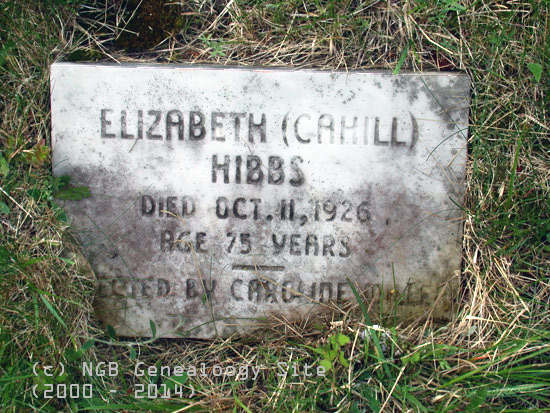 ELIZABETH (CAHILL)
HIBBS
DIED OCT. 11, 1926
AGE 75 YEARS
BY CAROLINE
(c) NGB Genealogy Site
(2000 - 2014)